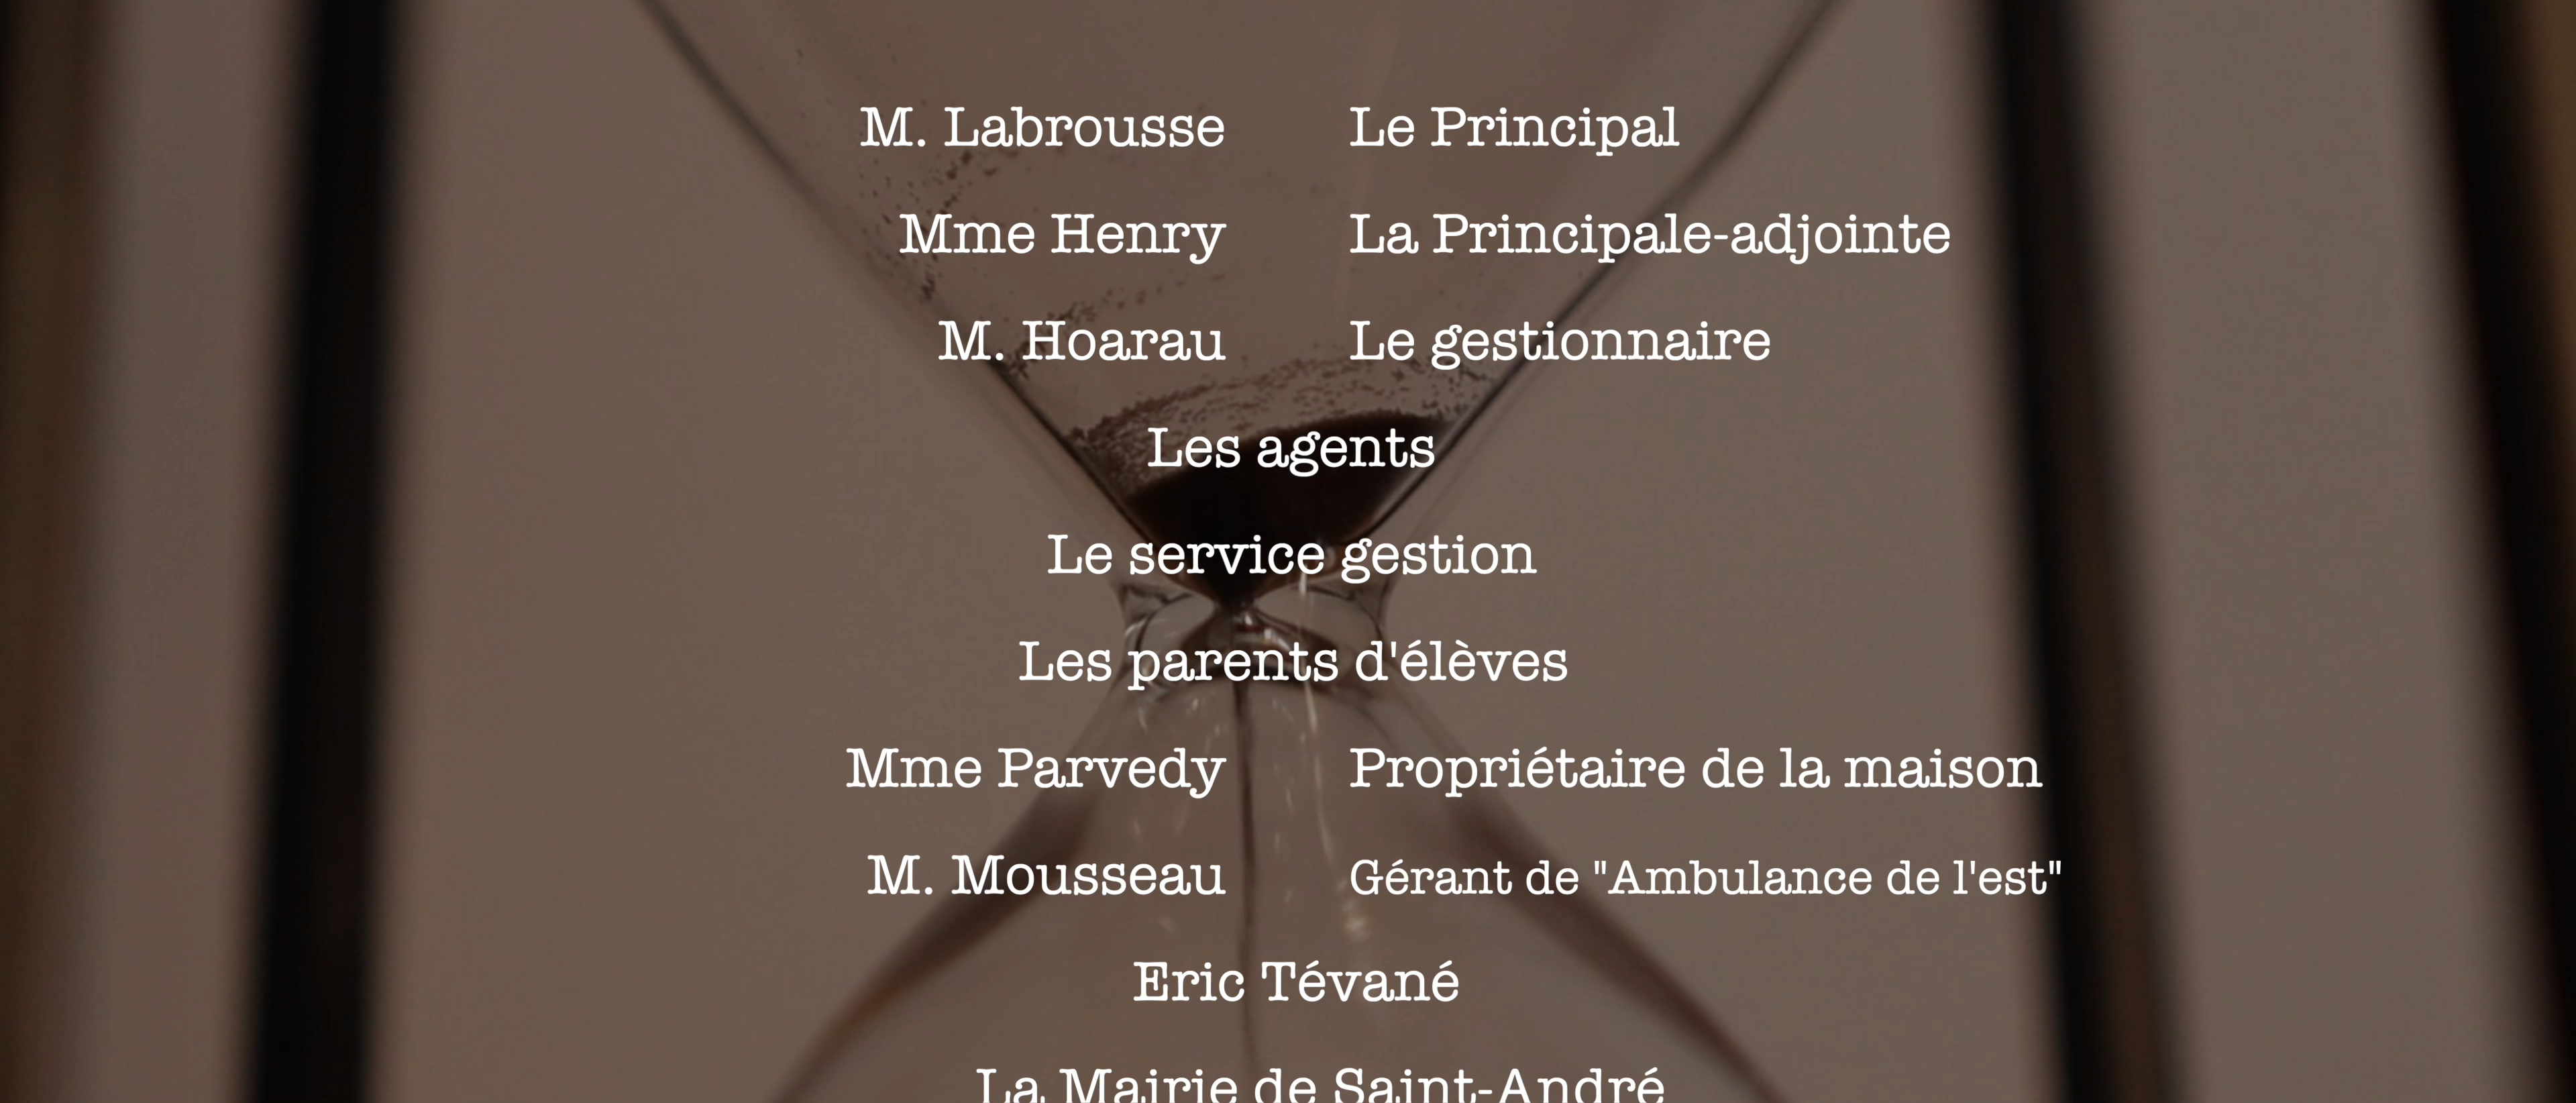 M. Labrousse Le Principal
Mme Henry La Principale-adjointe
M. Hoarau Le gestionnaire
Les agents
Le service gestion
Les parents d'élèves
Mme Parvedy Propriétaire de la maison
M. Mousseau Gérant de "Ambulance de l'est"
Eric Tévané
La Mairie de Saint-André